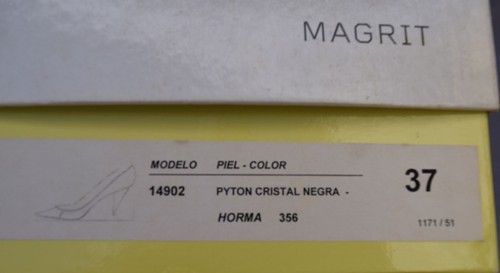 MAGRIT
MODELO PIEL - COLOR
14902 PYTON CRISTAL NEGRA - 37
HORMA 356 1171 / 51